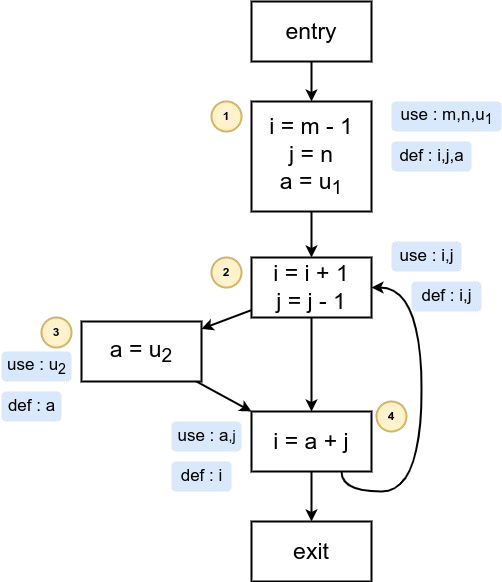 entry
1
i = m - 1
j = n
a = u₁
use : m,n,u₁
def : i,j,a
2
i = i + 1
j = j - 1
use : i,j
def : i,j
3
a = u₂
use : u₂
def : a
4
i = a + j
use : a,j
def : i
exit